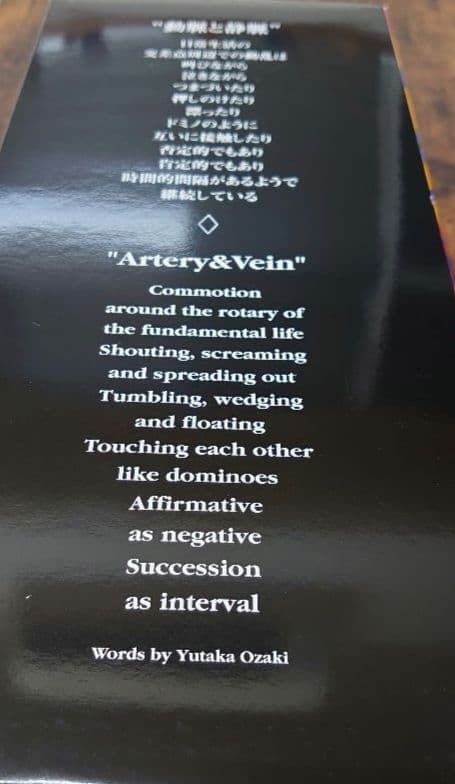 "動脈と静脈"
日常生活の
叫びながら
泣きながら
つまづいたり
押しのけたり
漂ったり
ドミノのように
互いに接触したり
否定的でもあり
肯定的でもあり
時間的間隔があるようで
継続している
"Artery&Vein"
Commotion
around the rotary of
the fundamental life
Shouting, screaming
and spreading out
Tumbling, wedging
and floating
Touching each other
like dominoes
Affirmative
as negative
Succession
as interval
Words by Yutaka Ozaki